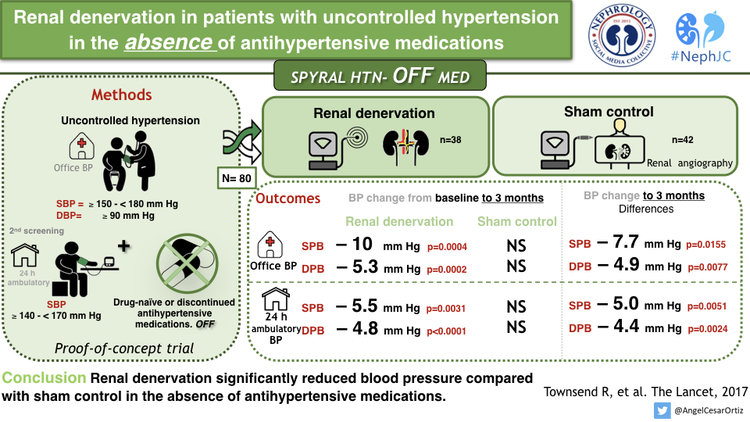 Renal denervation in patients with uncontrolled hypertension
in the absence of antihypertensive medications
NEPHROLOGY
EST 2011
SOCIAL MEDIA COLLECTIVE
#NephJC
SPYRAL HTN- OFF MED
Methods
Uncontrolled hypertension
Office BP
SBP = ≥ 150 - < 180 mm Hg
DBP= ≥ 90 mm Hg
2nd screening
24 h
ambulatory
+
SBP
≥ 140 - < 170 mm Hg
Drug-naïve or discontinued
antihypertensive
medications. OFF
Proof-of-concept trial
N= 80
Renal denervation
n=38
Sham control
n=42
Renal angiography
Outcomes
BP change from baseline to 3 months
Renal denervation Sham control
BP change to 3 months
Differences
Office BP
SPB – 10 mm Hg p=0.0004 NS
SPB – 7.7 mm Hg p=0.0155
DPB – 5.3 mm Hg p=0.0002 NS
DPB – 4.9 mm Hg p=0.0077
24 h
ambulatory
BP
SPB – 5.5 mm Hg p=0.0031 NS
SPB – 5.0 mm Hg p=0.0051
DPB – 4.8 mm Hg p<0.0001 NS
DPB – 4.4 mm Hg p=0.0024
Conclusion Renal denervation significantly reduced blood pressure compared
with sham control in the absence of antihypertensive medications.
Townsend R, et al. The Lancet, 2017
@AngelCesarOrtiz